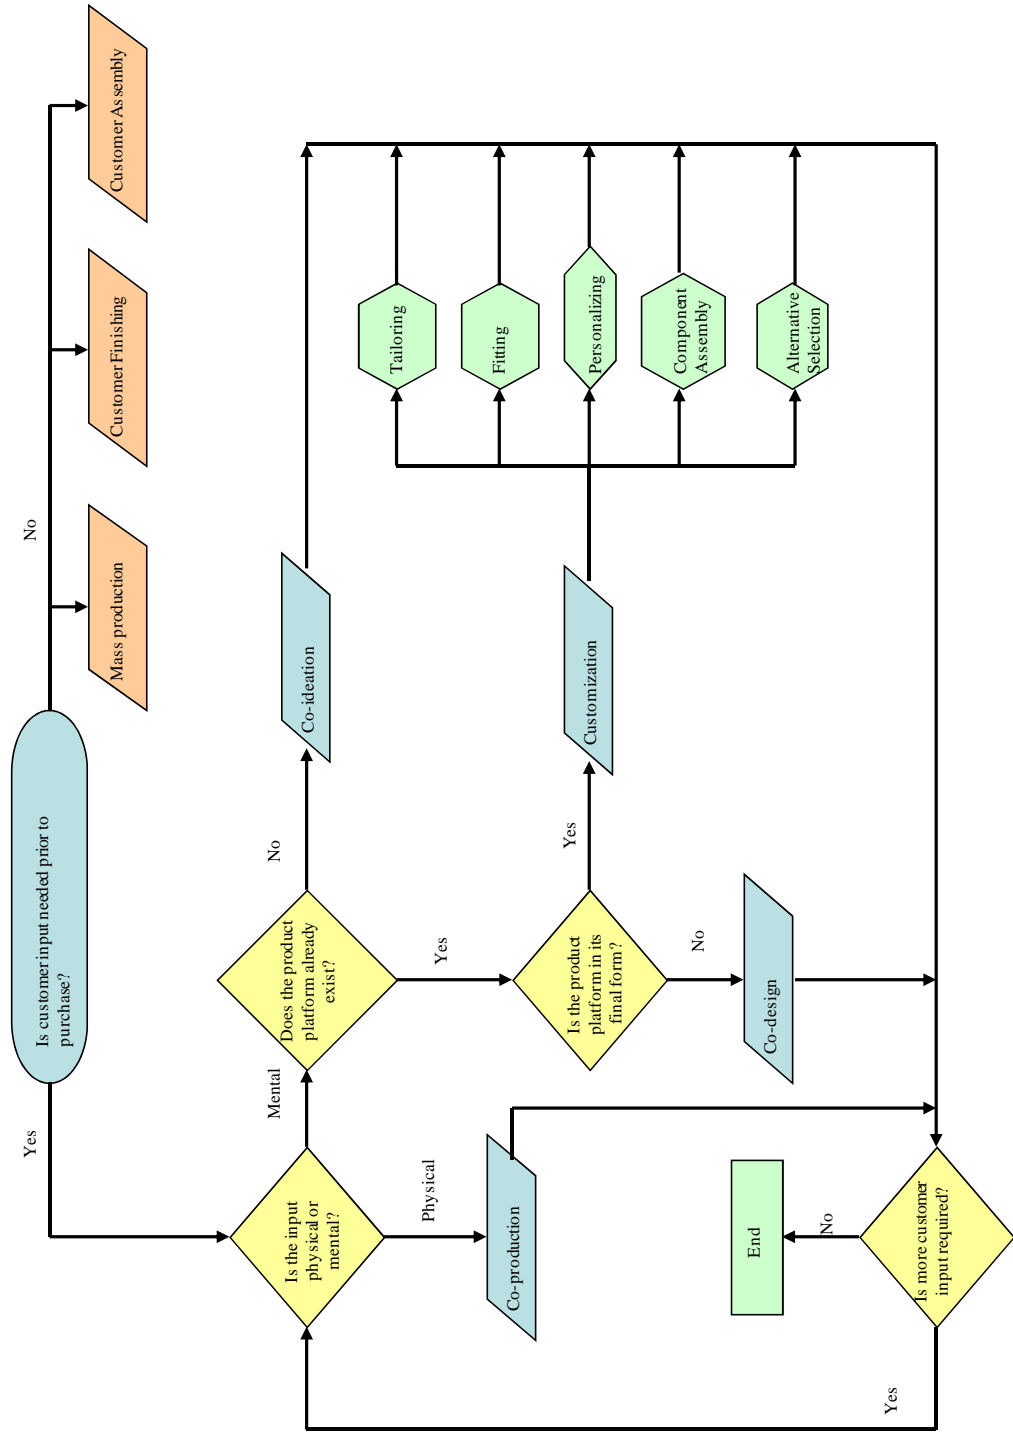 Is customer input needed prior to
purchase?
Yes
No
Mass production
Customer Finishing
Customer Assembly
Is the input
physical or
mental?
Mental
Physical
Does the product
platform already
exist?
No
Yes
Co-ideation
Co-production
Is the product
platform in its
final form?
Yes
No
Customization
Co-design
Tailoring
Fitting
Personalizing
Component
Assembly
Alternative
Selection
Is more customer
input required?
No
Yes
End